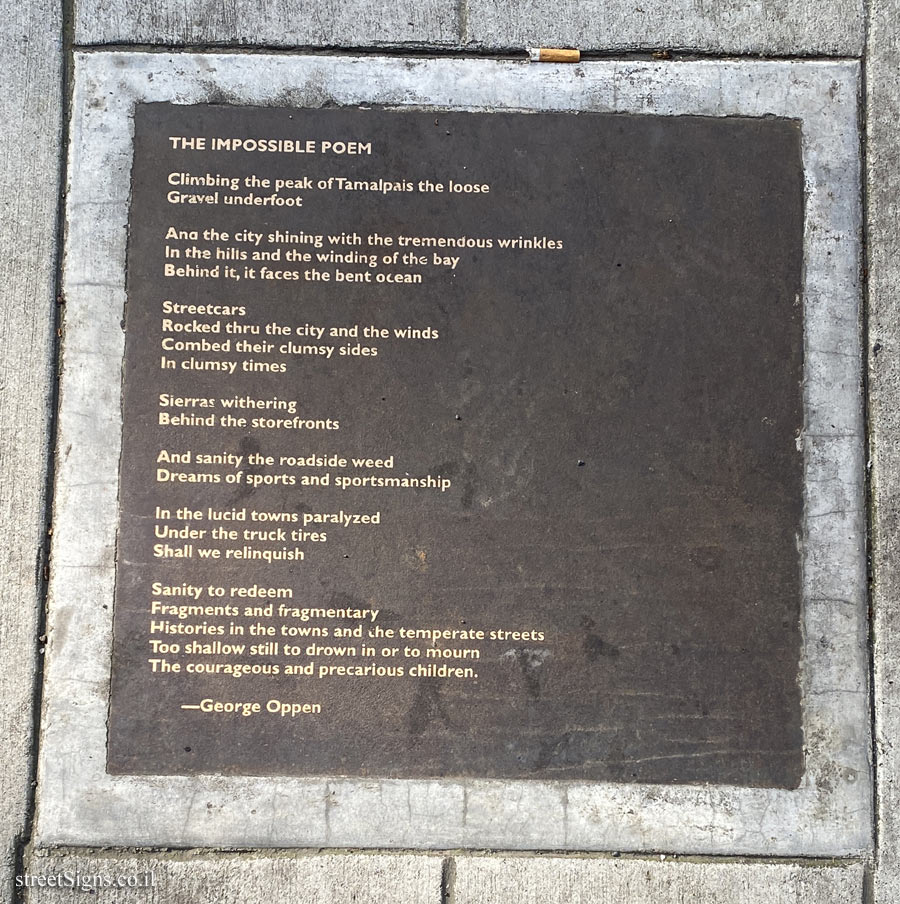 THE IMPOSSIBLE POEM
Climbing the peak of Tamalpais the loose
Gravel underfoot
And the city shining with the tremendous wrinkles
In the hills and the winding of the bay
Behind it, it faces the bent ocean
Streetcars
Rocked thru the city and the winds
Combed their clumsy sides
In clumsy times
Sierras withering
Behind the storefronts
And sanity the roadside weed
Dreams of sports and sportsmanship
In the lucid towns paralyzed
Under the truck tires
Shall we relinquish
Sanity to redeem
Fragments and fragmentary
Histories in the towns and the temperate streets
Too shallow still to drown in or to mourn
The courageous and precarious children.
—George Oppen
streetSigns.co.il